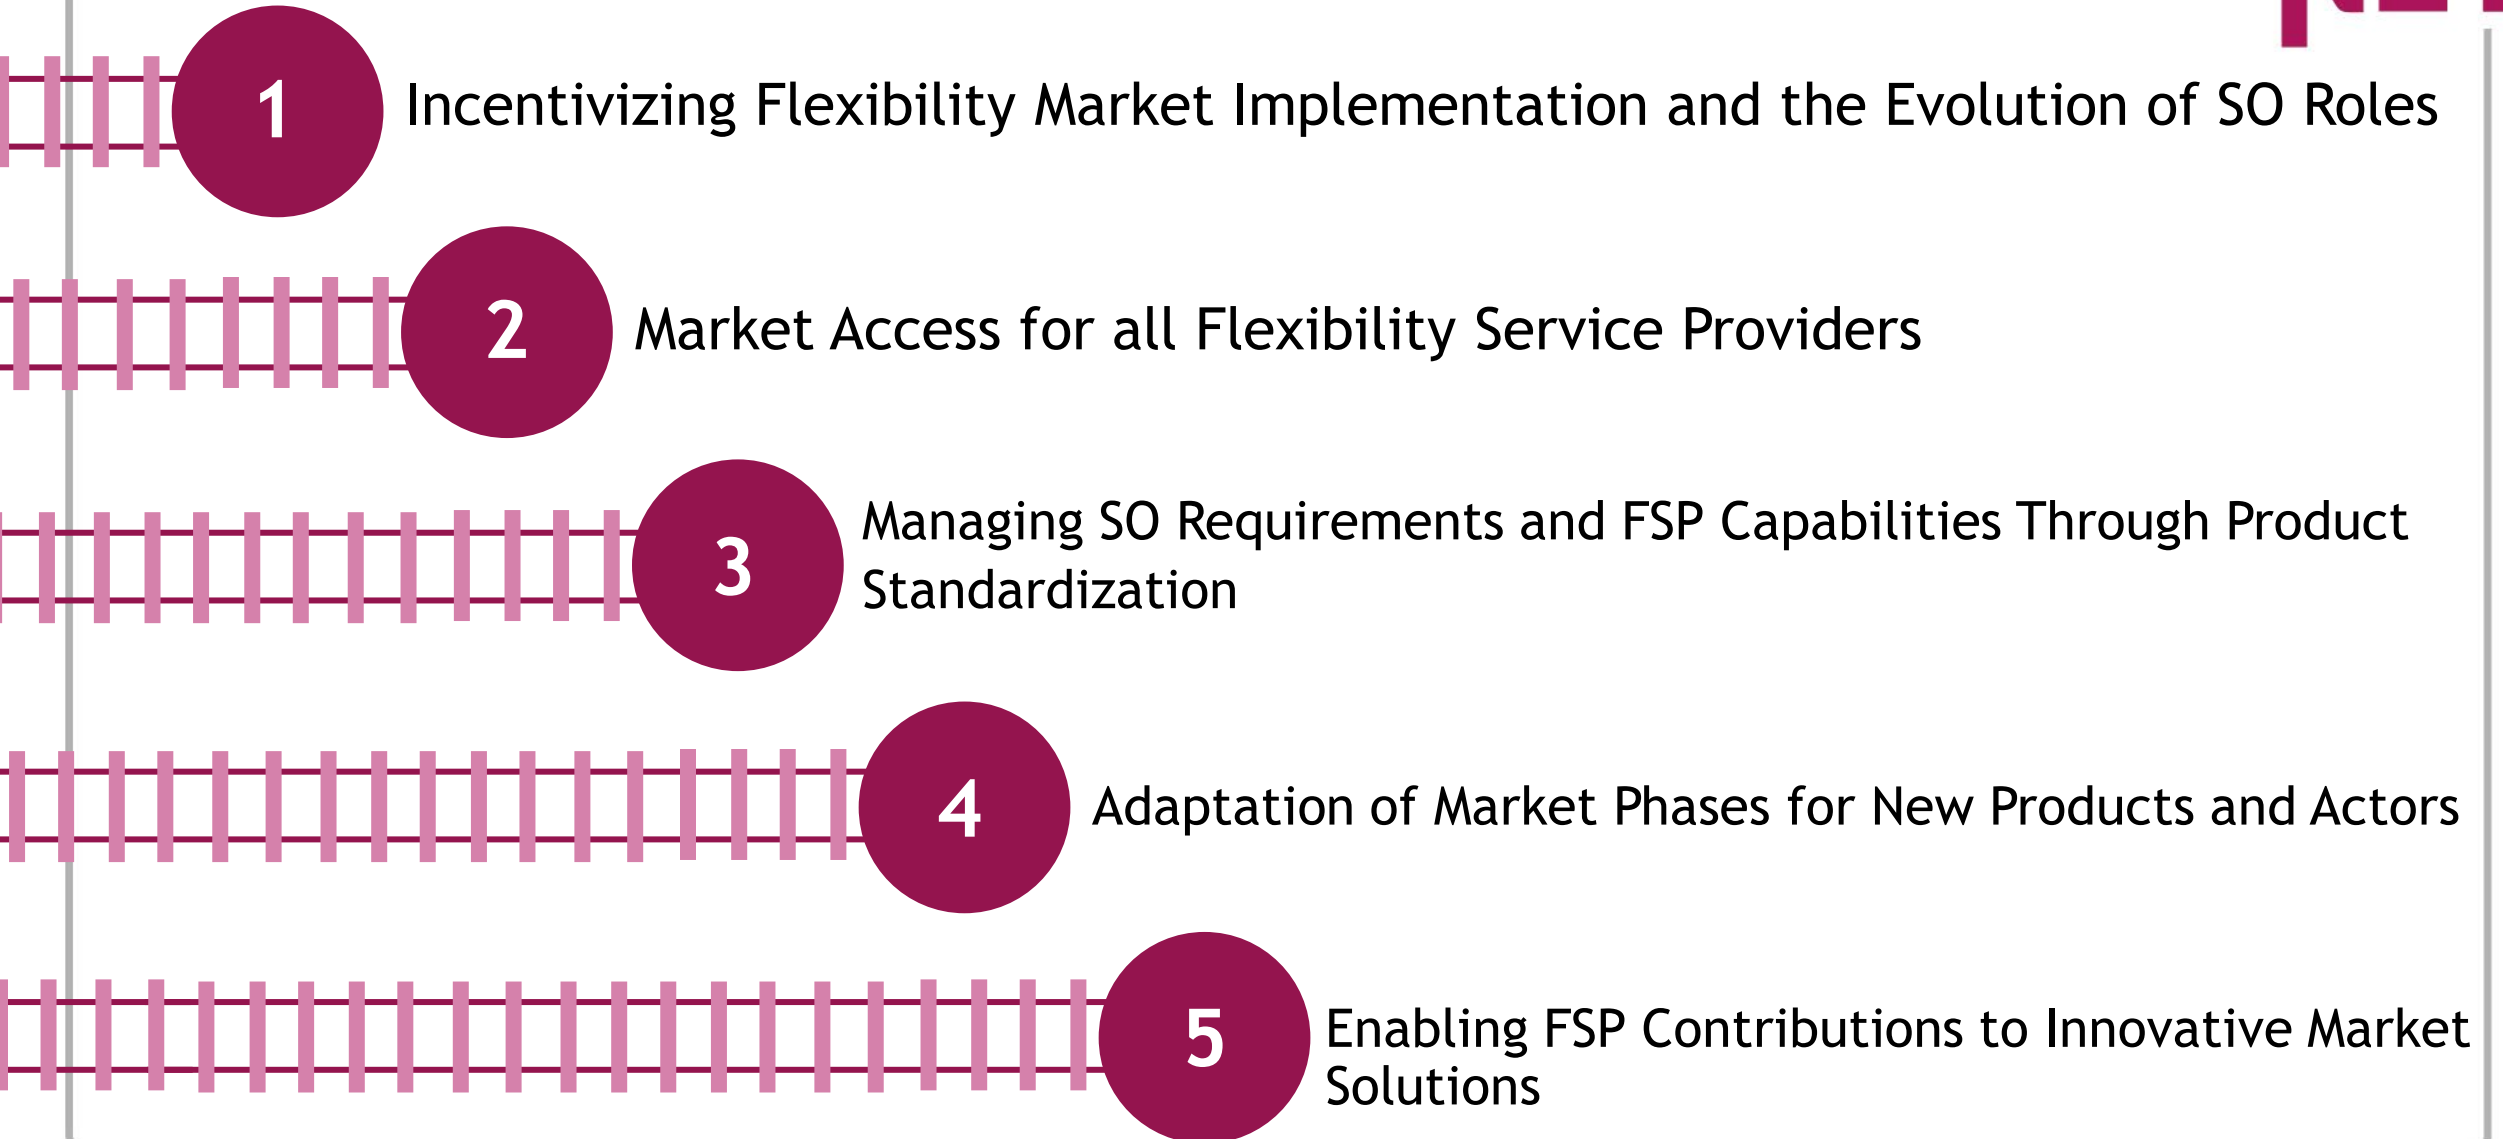 1
Incentivizing Flexibility Market Implementation and the Evolution of SO Roles
2
Market Access for all Flexibility Service Providers
3
Managing SO Requirements and FSP Capabilities Through Product
Standardization
4
Adaptation of Market Phases for New Products and Actors
5
Enabling FSP Contributions to Innovative Market
Solutions